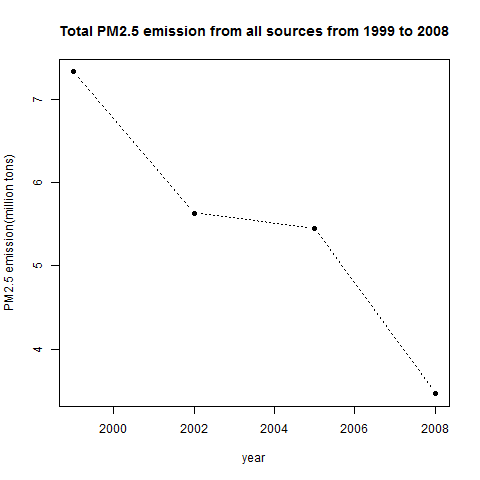 Total PM2.5 emission from all sources from 1999 to 2008
PM2.5 emission(million tons)
7
6
5
4
2000 2002 2004 2006 2008
year